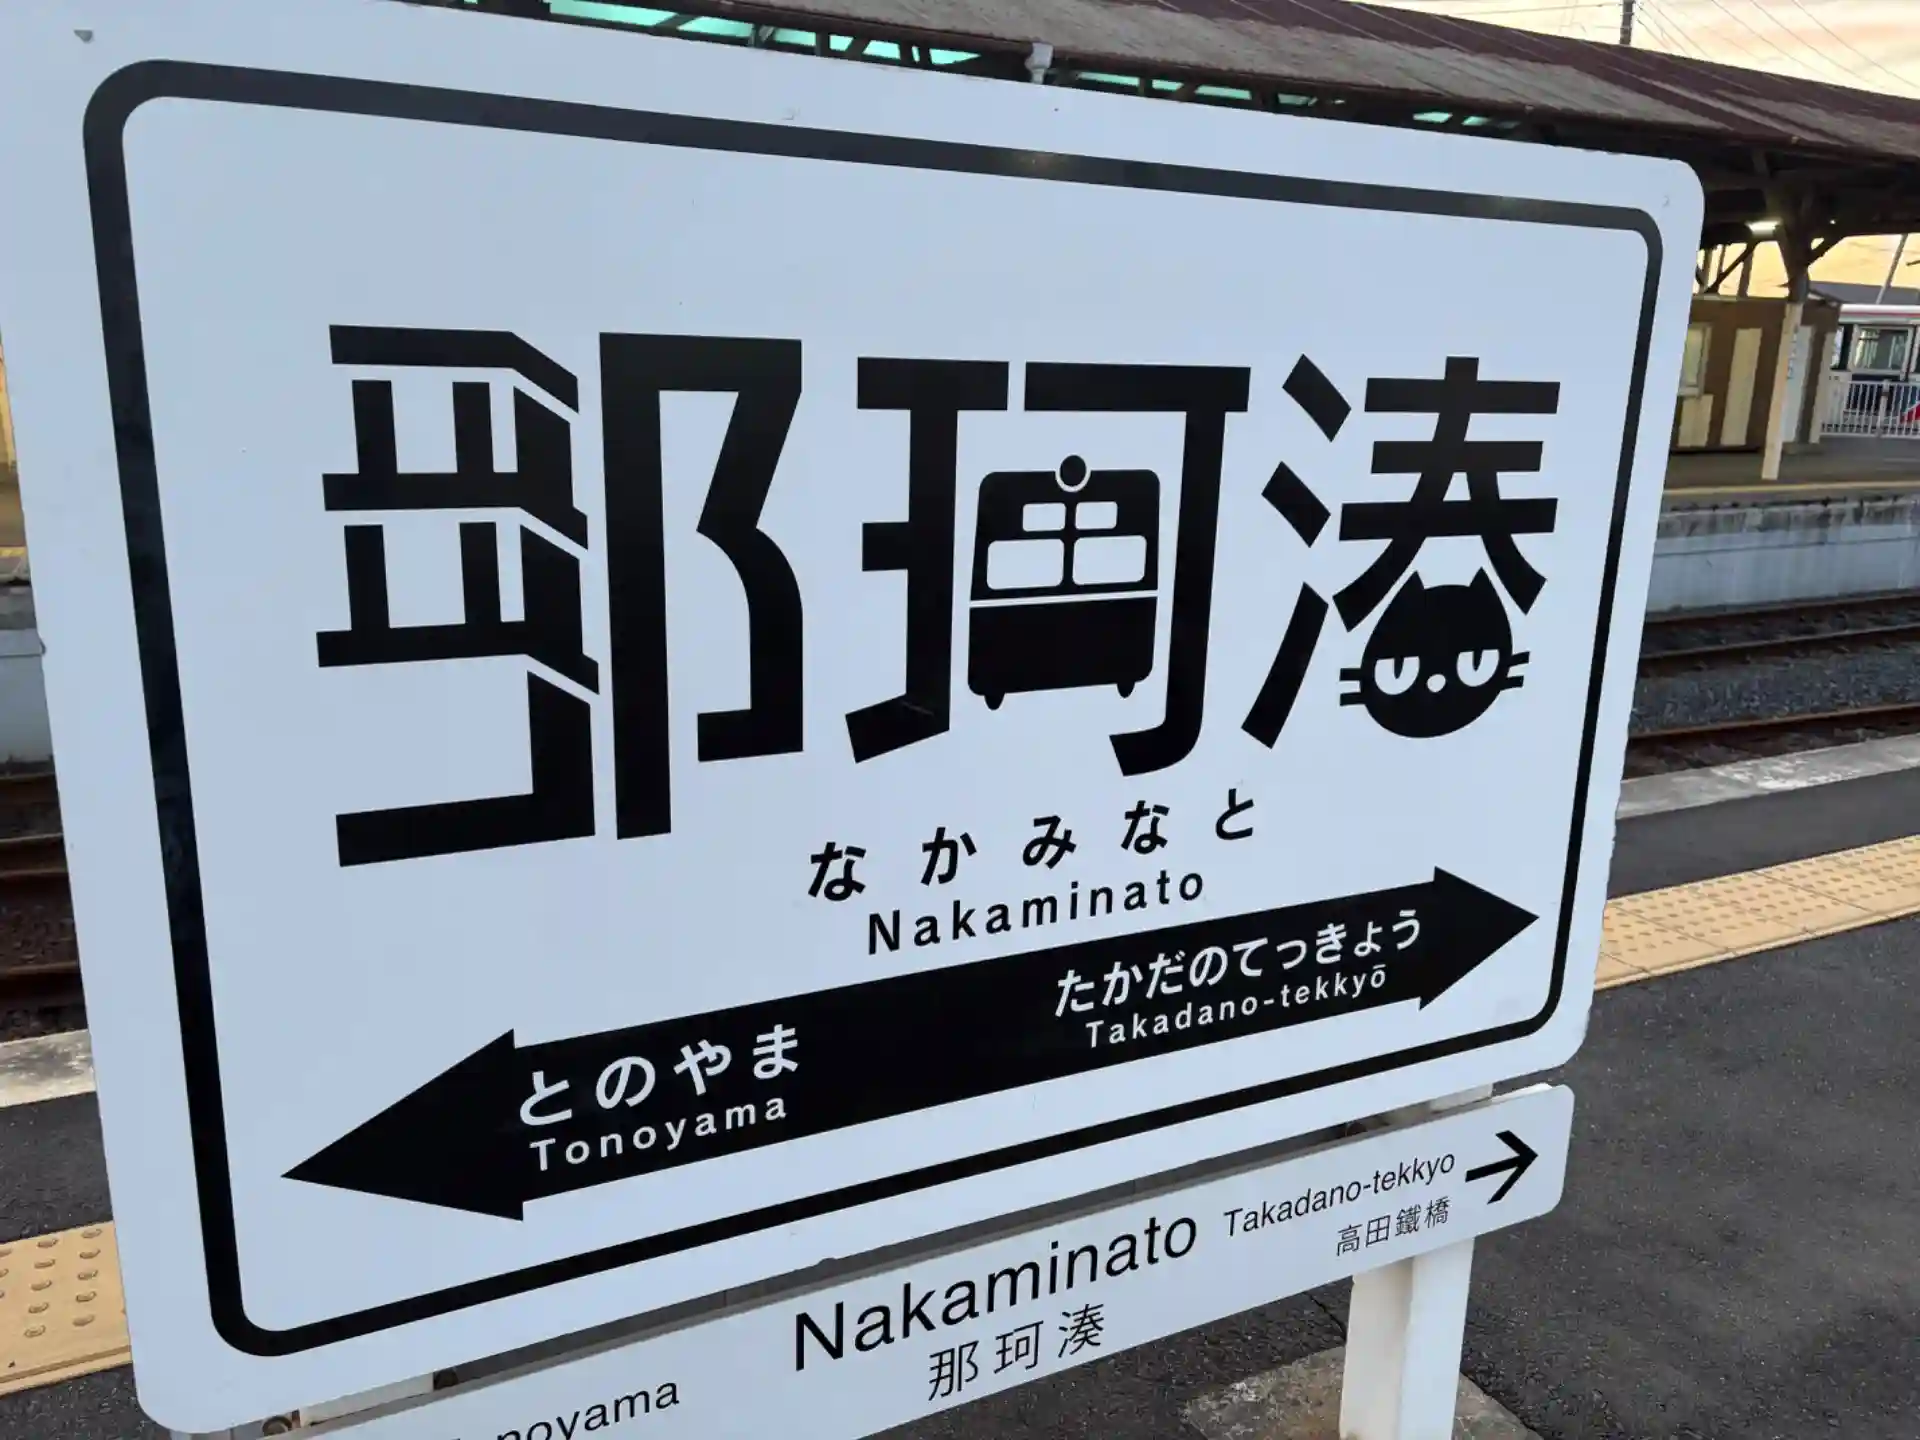 那珂湊
なかみなと
Nakaminato
たかだのてっきょう
Takadano-tekkyō
とのやま
Tonoyama
Takadano-tekkyo →
高田鐵橋
Nakaminato
那珂湊
noyama